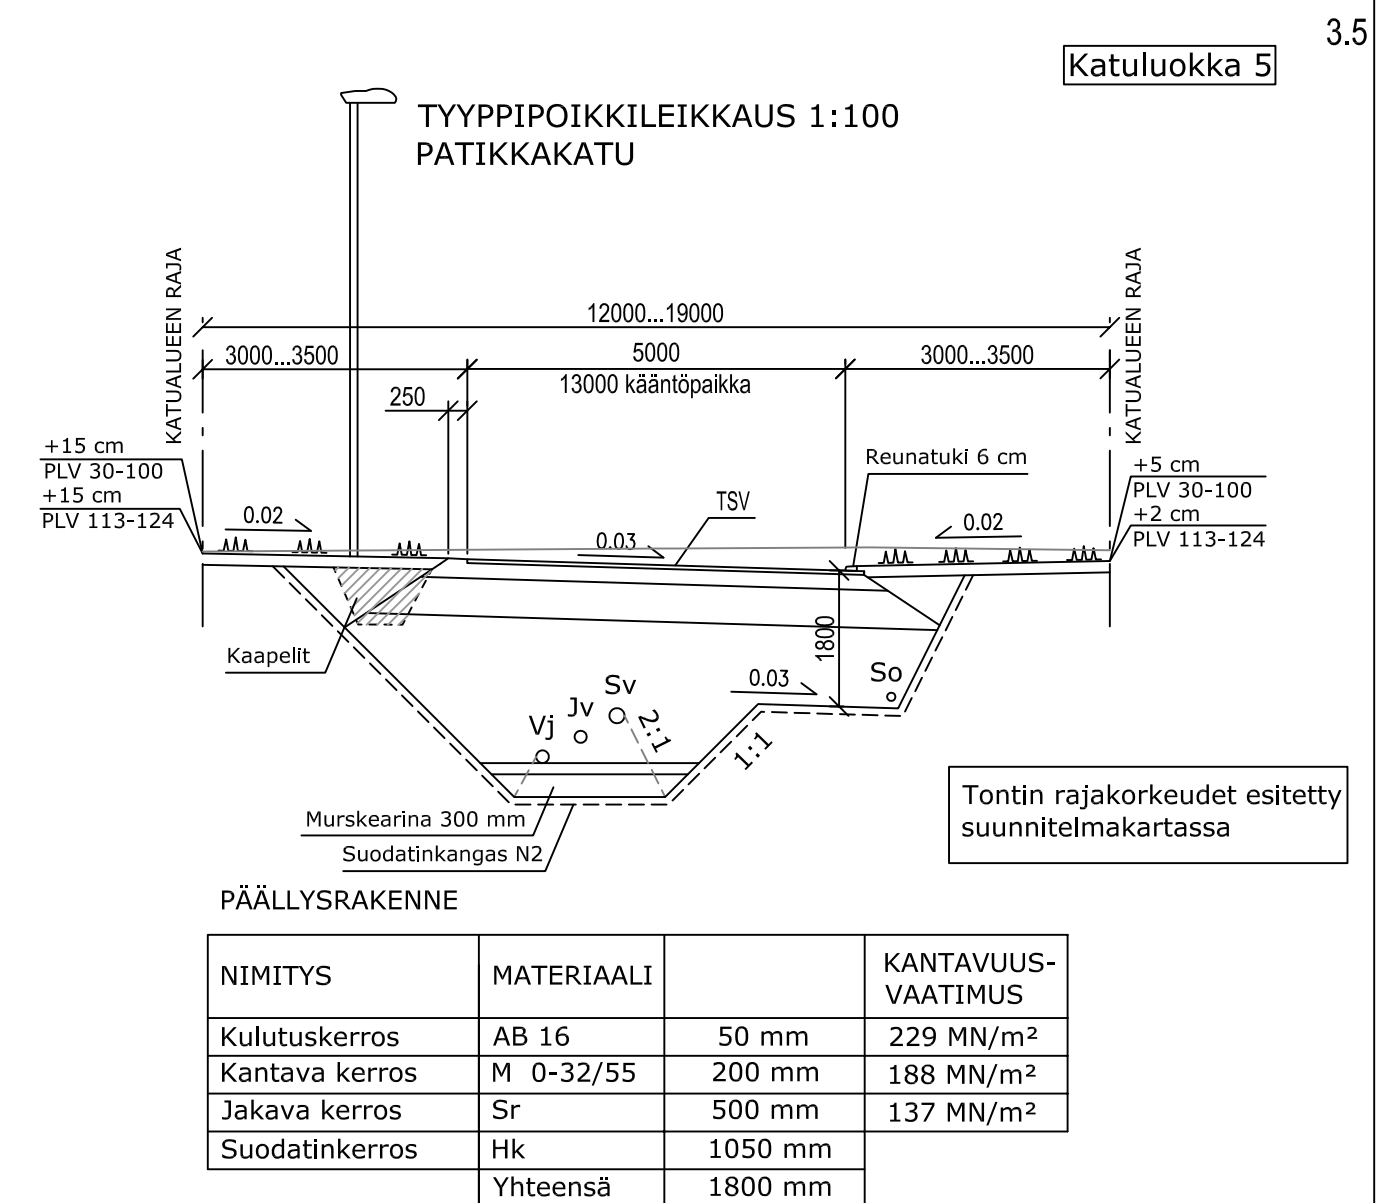 3.5
Katuluokka 5
TYYPPIPOIKKILEIKKAUS 1:100
PATIKKAKATU
KATUALUEEN RAJA
KATUALUEEN RAJA
12000...19000
3000...3500
5000
3000...3500
13000 kääntöpaikka
250
+15 cm
PLV 30-100
+15 cm
PLV 113-124
Reunatuki 6 cm
+5 cm
PLV 30-100
+2 cm
PLV 113-124
0.02
TSV
0.02
0.03
1800
Kaapelit
0.03
So
Sv
Jv
Vj
2:1
1:1
Murskearina 300 mm
Suodatinkangas N2
Tontin rajakorkeudet esitetty
suunnitelmakartassa
PÄÄLLYSRAKENNE
NIMITYS MATERIAALI KANTAVUUS-
VAATIMUS
Kulutuskerros AB 16 50 mm 229 MN/m²
Kantava kerros M 0-32/55 200 mm 188 MN/m²
Jakava kerros Sr 500 mm 137 MN/m²
Suodatinkerros Hk 1050 mm
Yhteensä 1800 mm